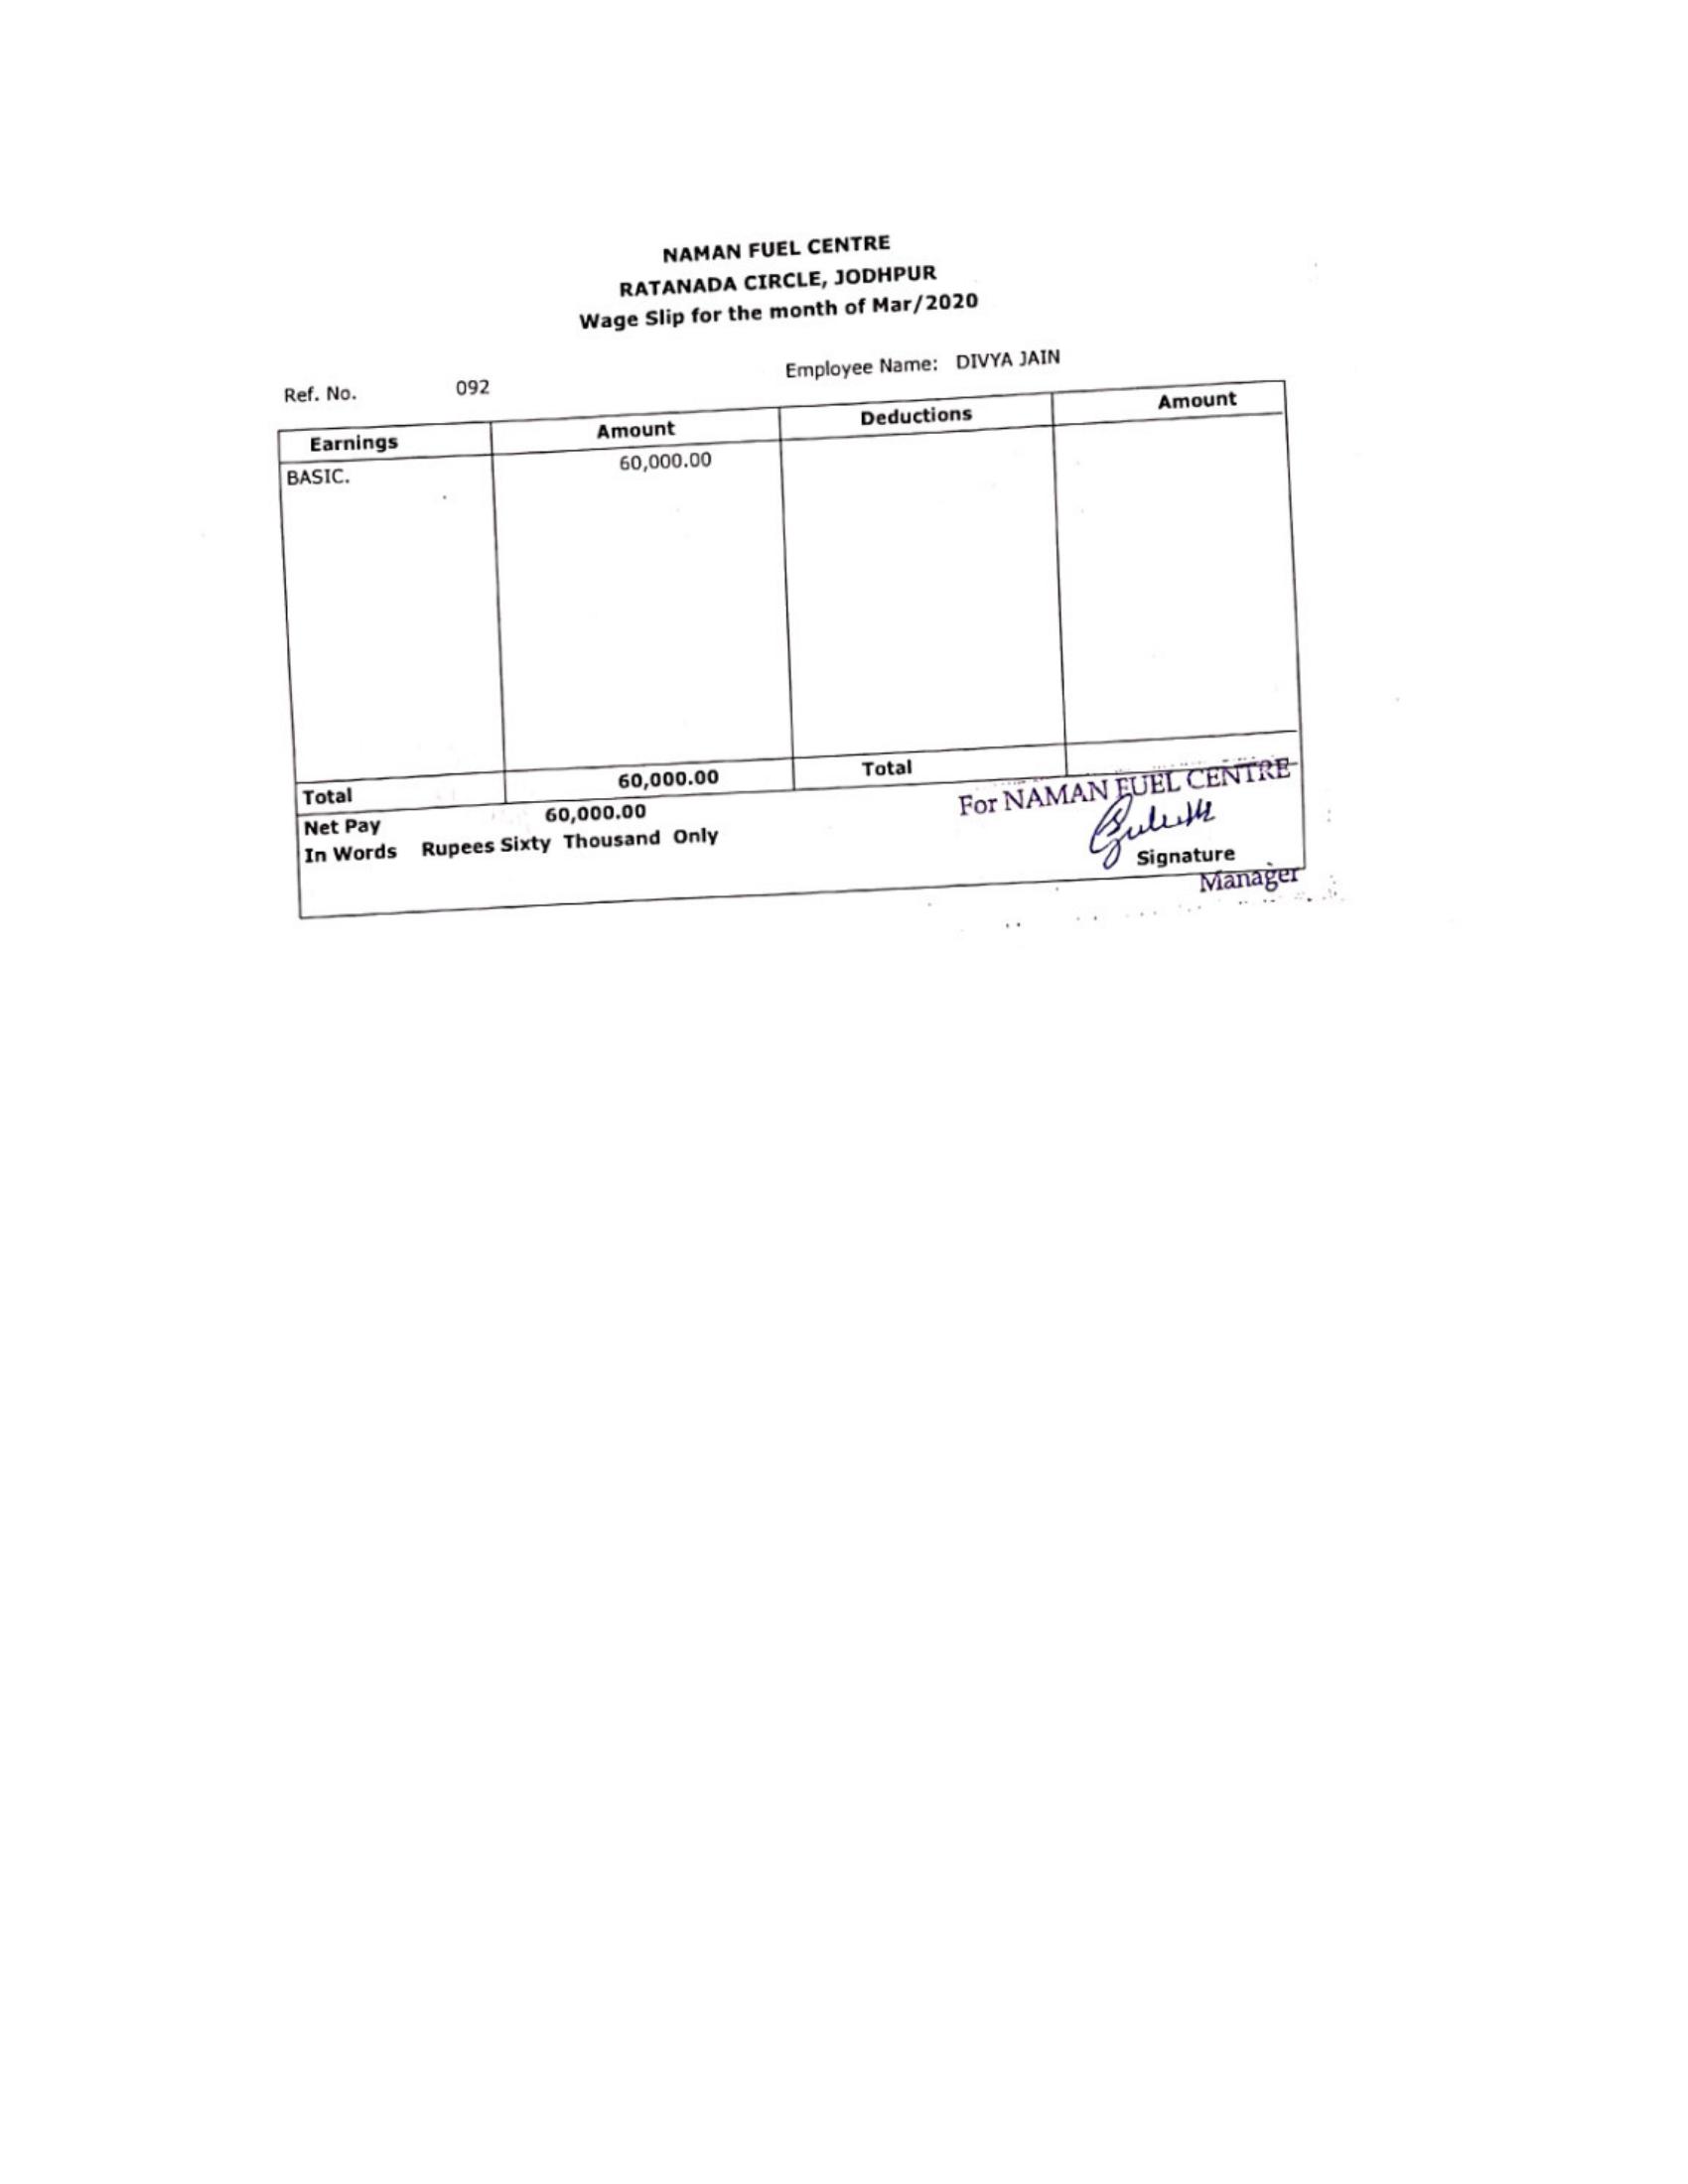 NAMAN FUEL CENTRE
RATANADA CIRCLE, JODHPUR
Wage Slip for the month of Mar/2020
Ref. No. 092 Employee Name: DIVYA JAIN
Earnings Amount Deductions Amount
BASIC. 60,000.00
Total 60,000.00 Total
For NAMAN FUEL CENTRE
Net Pay 60,000.00
In Words Rupees Sixty Thousand Only
Signature
Manager